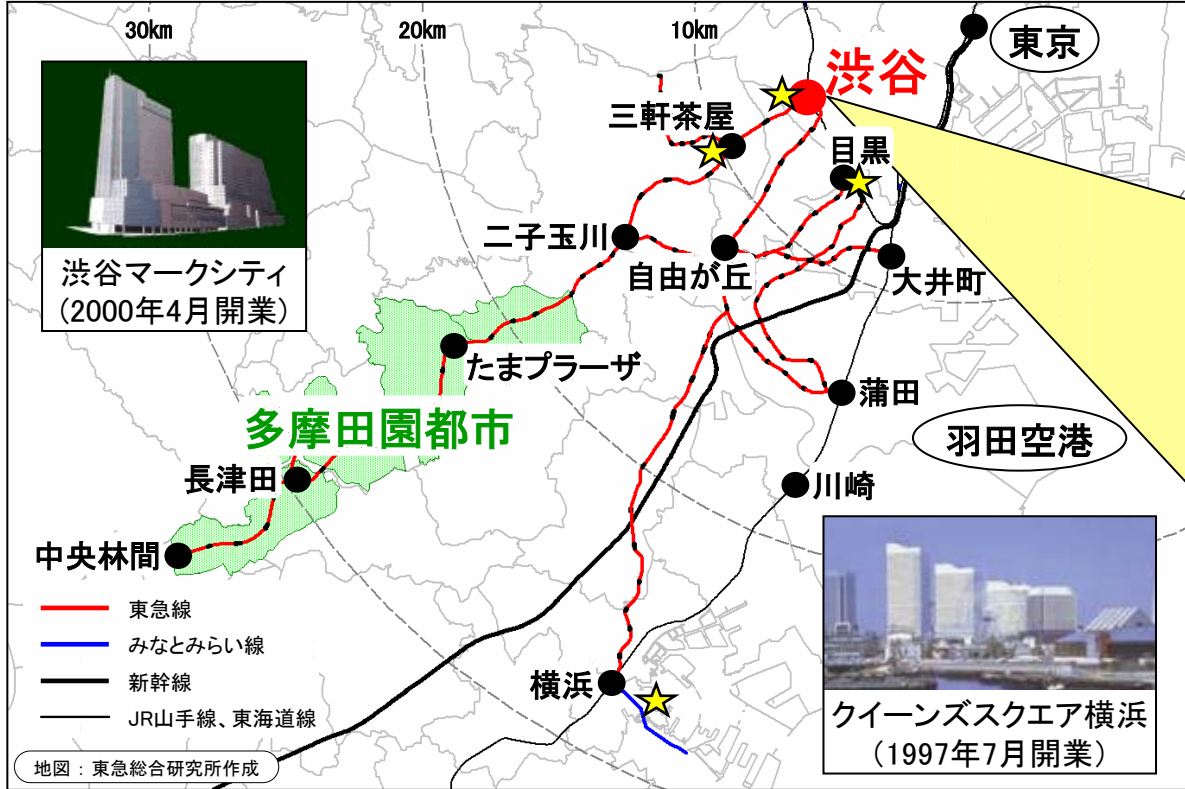 30km
20km
10km
東京
渋谷
三軒茶屋
目黒
二子玉川
自由が丘
大井町
渋谷マークシティ
(2000年4月開業)
たまプラーザ
蒲田
多摩田園都市
羽田空港
長津田
川崎
中央林間
東急線
みなとみらい線
新幹線
JR山手線、東海道線
横浜
クイーンズスクエア横浜
(1997年7月開業)
地図：東急総合研究所作成